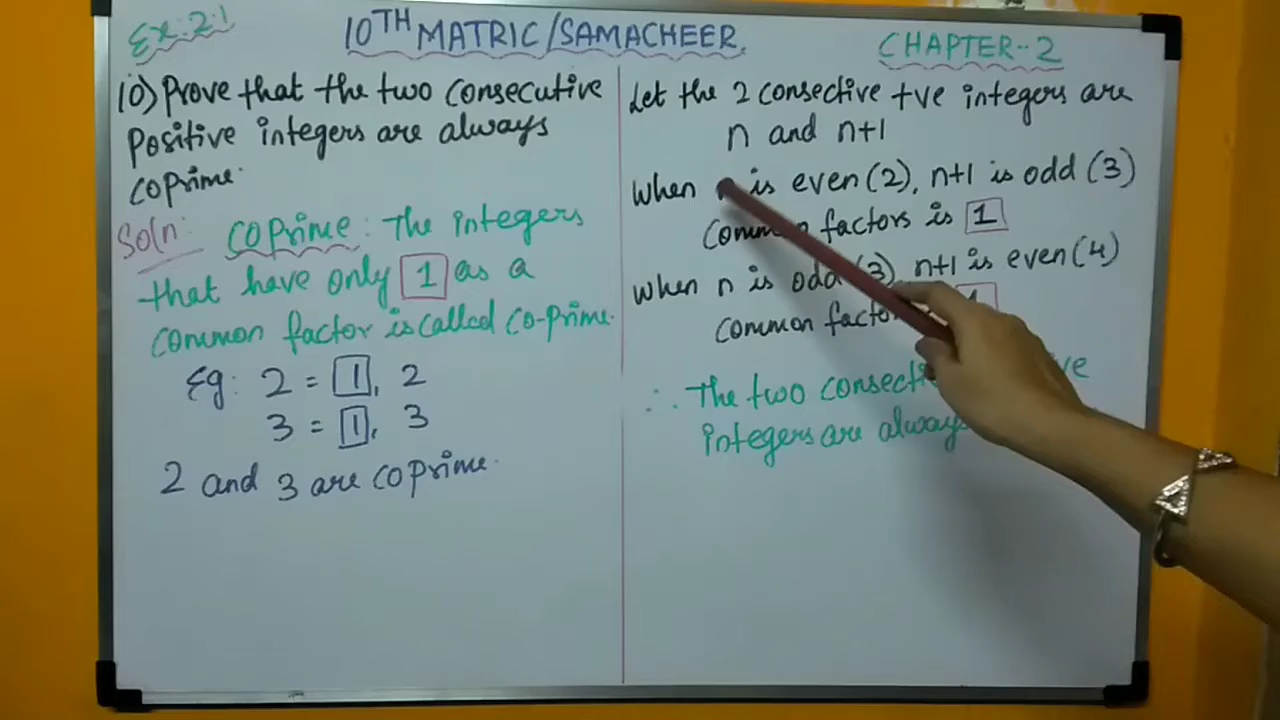 Ex:2:1
10TH MATRIC/SAMACHEER.
CHAPTER-2
10) Prove that the two consecutive
Positive integers are always
coprime.
Soln:
COPrime: The integers
that have only 1 as a
common factor is called co-prime.
Eg: 2 = 1, 2
3 = 1, 3
2 and 3 are coprime.
Let the 2 consective +ve integers are
n and n+1
When is even (2), n+1 is odd (3)
Common factors is 1
when n is odd (3), n+1 is even (4)
common
∴ The two
integers are always